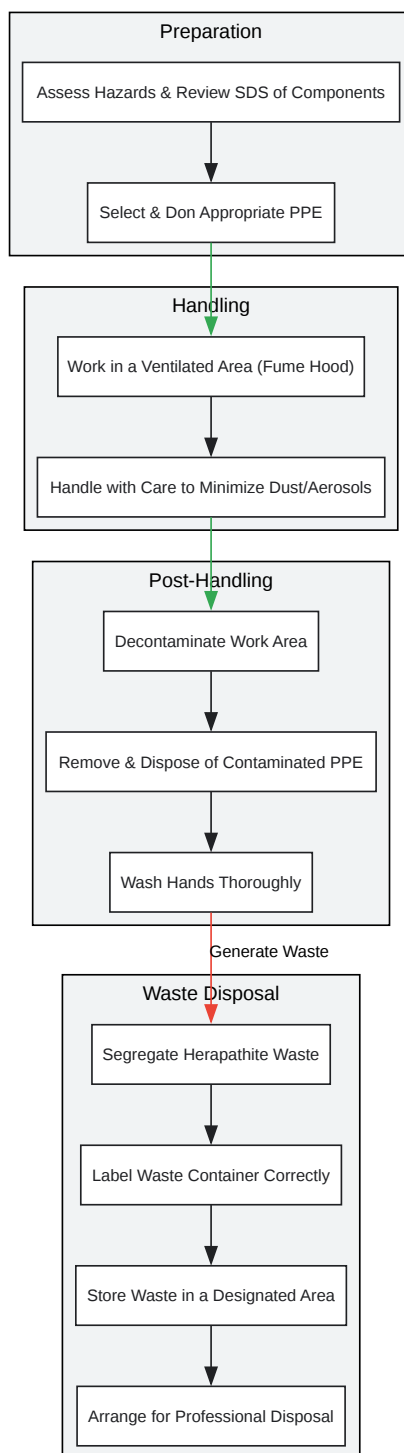 Preparation
Assess Hazards & Review SDS of Components
Select & Don Appropriate PPE
Handling
Work in a Ventilated Area (Fume Hood)
Handle with Care to Minimize Dust/Aerosols
Post-Handling
Decontaminate Work Area
Remove & Dispose of Contaminated PPE
Wash Hands Thoroughly
Generate Waste
Waste Disposal
Segregate Herapathite Waste
Label Waste Container Correctly
Store Waste in a Designated Area
Arrange for Professional Disposal